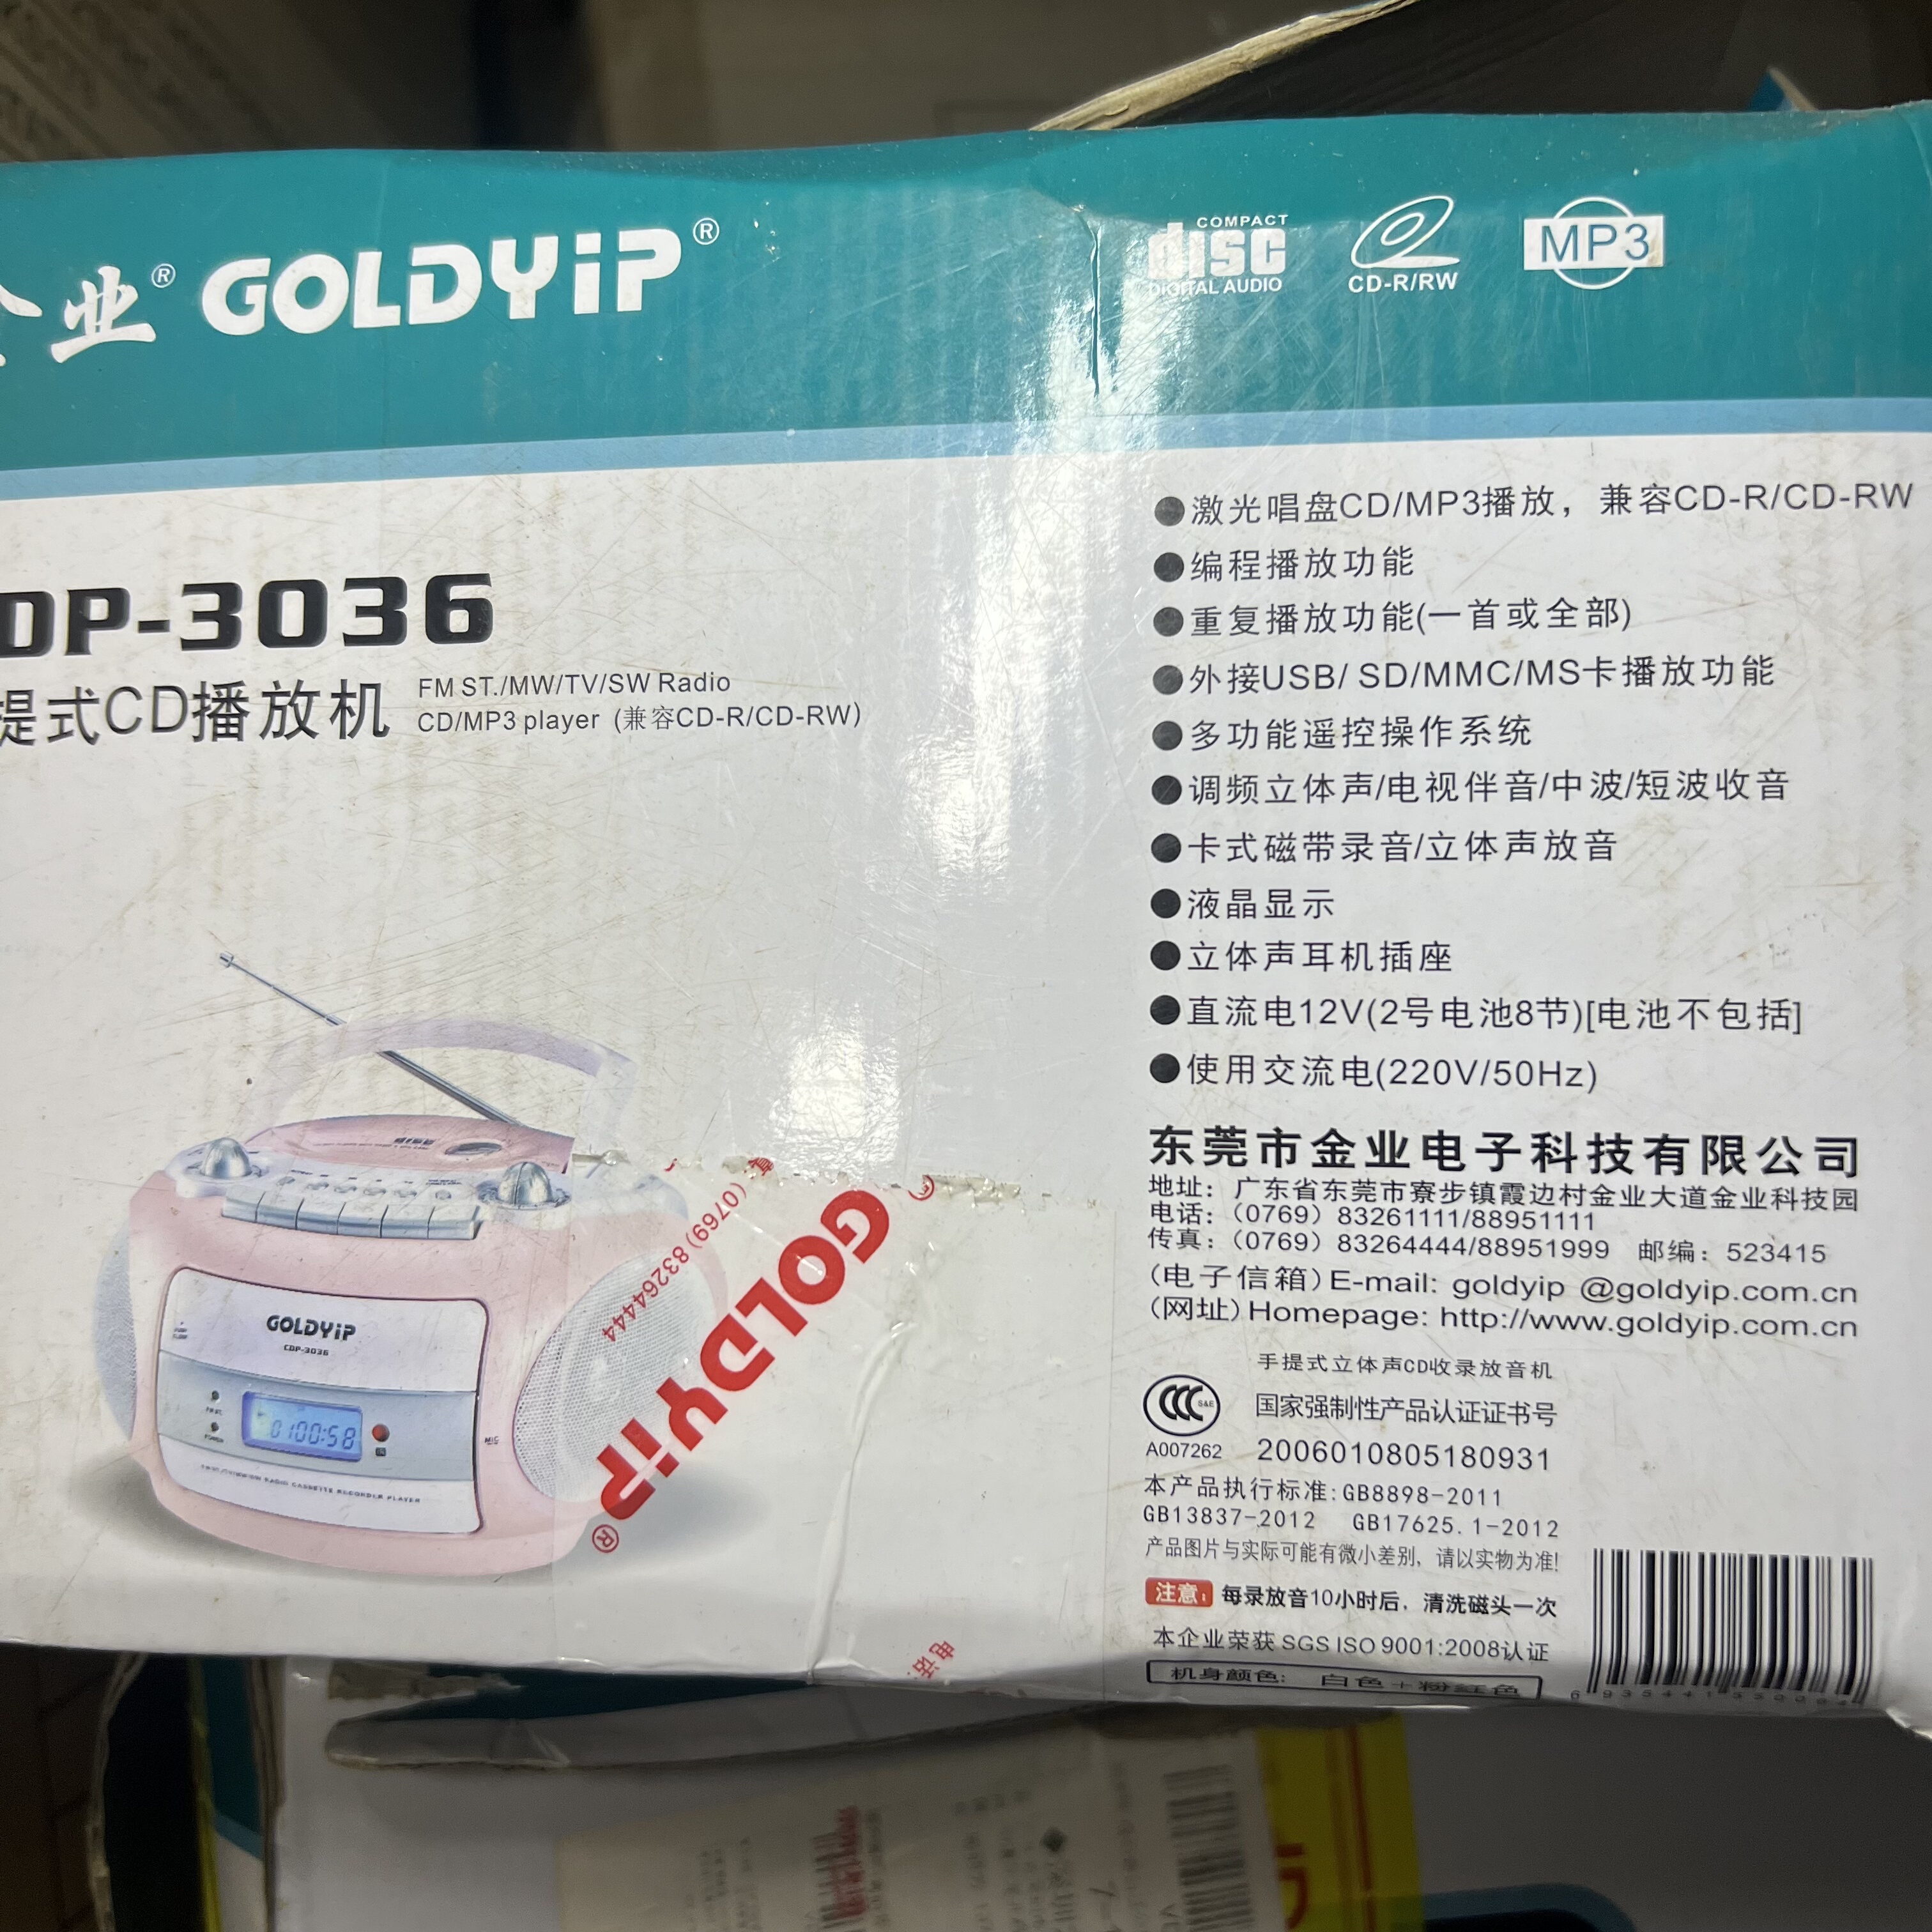 业® GOLDYiP®
COMPACT
disc
DIGITAL AUDIO
CD-R/RW
MP3
DP-3036
提式CD播放机
FM ST./MW/TV/SW Radio
CD/MP3 player (兼容CD-R/CD-RW)
●激光唱盘CD/MP3播放，兼容CD-R/CD-RW
●编程播放功能
●重复播放功能(一首或全部)
●外接USB/ SD/MMC/MS卡播放功能
●多功能遥控操作系统
●调频立体声/电视伴音/中波/短波收音
●卡式磁带录音/立体声放音
●液晶显示
●立体声耳机插座
●直流电12V(2号电池8节)[电池不包括]
●使用交流电(220V/50Hz)
东莞市金业电子科技有限公司
地址：广东省东莞市寮步镇霞边村金业大道金业科技园
电话：（0769）83261111/88951111
传真：（0769）83264444/88951999 邮编：523415
(电子信箱) E-mail: goldyip @goldyip.com.cn
(网址) Homepage: http://www.goldyip.com.cn
手提式立体声CD收录放音机
S&E
国家强制性产品认证证书号
A007262 2006010805180931
本产品执行标准:GB8898-2011
GB13837-2012 GB17625.1-2012
产品图片与实际可能有微小差别，请以实物为准!
注意： 每录放音10小时后，清洗磁头一次
本企业荣获 SGS ISO 9001:2008认证
机身颜色: 白色+粉红色
GOLDYiP
CDP-3036
0100:58
MIC
(0769) 83264444
GOLDYiP®
电话